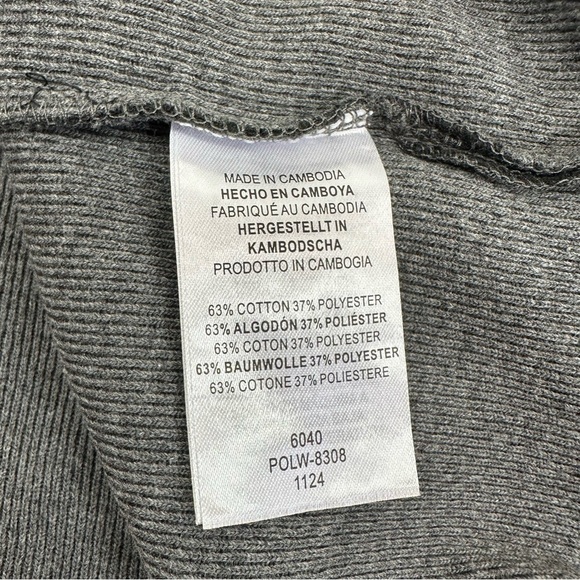 MADE IN CAMBODIA
HECHO EN CAMBOYA
FABRIQUÉ AU CAMBODIA
HERGESTELLT IN
KAMBODSCHA
PRODOTTO IN CAMBOGIA
63% COTTON 37% POLYESTER
63% ALGODÓN 37% POLIÉSTER
63% COTON 37% POLYESTER
63% BAUMWOLLE 37% POLYESTER
63% COTONE 37% POLIESTERE
6040
POLW-8308
1124